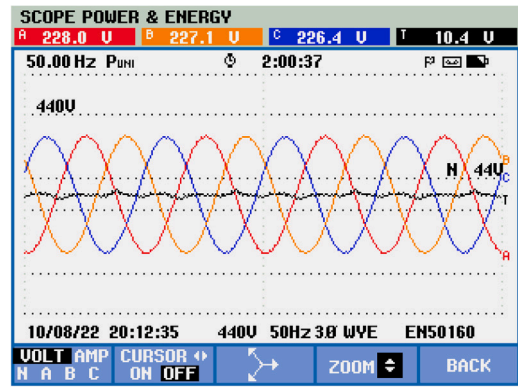 SCOPE POWER & ENERGY
A 228.0 V B 227.1 V C 226.4 V T 10.4 V
50.00 Hz PUNI 2:00:37
440V
N 44V
B
C
T
A
10/08/22 20:12:35 440V 50Hz 3.Ø WYE EN50160
VOLT AMP CURSOR ZOOM BACK
N A B C ON OFF